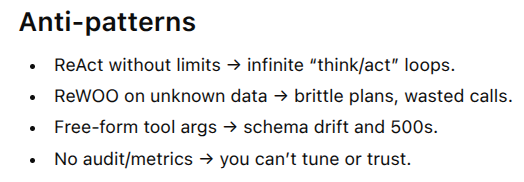 Anti-patterns
• ReAct without limits → infinite “think/act” loops.
• ReWOO on unknown data → brittle plans, wasted calls.
• Free-form tool args → schema drift and 500s.
• No audit/metrics → you can’t tune or trust.